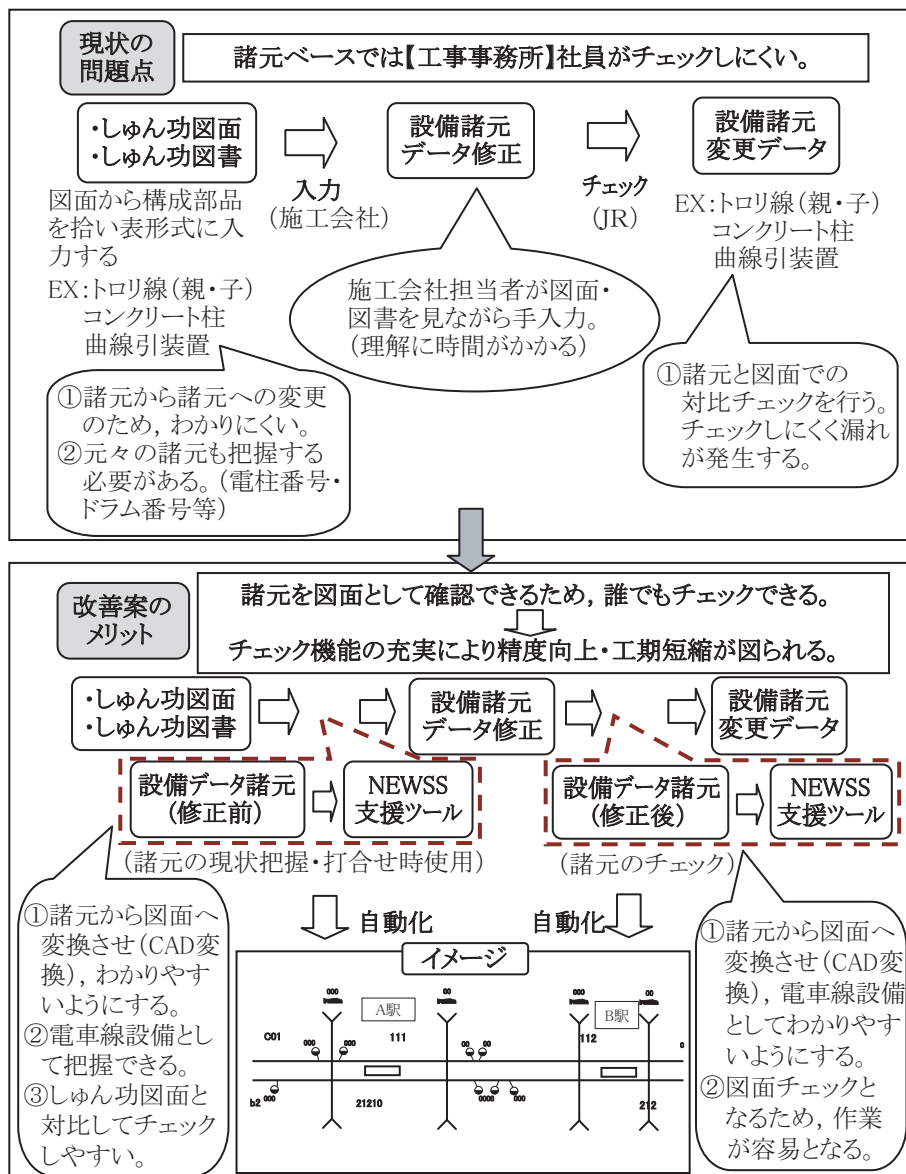 現状の
問題点
諸元ベースでは【工事事務所】社員がチェックしにくい。
・しゅん功図面
・しゅん功図書
入力
(施工会社)
設備諸元
データ修正
チェック
(JR)
設備諸元
変更データ
図面から構成部品
を拾い表形式に入
力する
EX:トロリ線(親・子)
コンクリート柱
曲線引装置
EX:トロリ線(親・子)
コンクリート柱
曲線引装置
施工会社担当者が図面・
図書を見ながら手入力。
(理解に時間がかかる)
①諸元から諸元への変更
のため,わかりにくい。
②元々の諸元も把握する
必要がある。(電柱番号・
ドラム番号等)
①諸元と図面での
対比チェックを行う。
チェックしにくく漏れ
が発生する。
改善案の
メリット
諸元を図面として確認できるため,誰でもチェックできる。
チェック機能の充実により精度向上・工期短縮が図られる。
・しゅん功図面
・しゅん功図書
設備諸元
データ修正
設備諸元
変更データ
設備データ諸元
(修正前)
NEWSS
支援ツール
設備データ諸元
(修正後)
NEWSS
支援ツール
(諸元の現状把握・打合せ時使用)
(諸元のチェック)
自動化
自動化
①諸元から図面へ
変換させ(CAD変
換),わかりやす
いようにする。
②電車線設備とし
て把握できる。
③しゅん功図面と
対比してチェック
しやすい。
イメージ
000
00
000
00
A駅
B駅
C01
000
000
111
00
00
112
0
b2
000
21210
0000
000
212
①諸元から図面へ
変換させ(CAD変
換),電車線設備
としてわかりやす
いようにする。
②図面チェックと
なるため,作業
が容易となる。